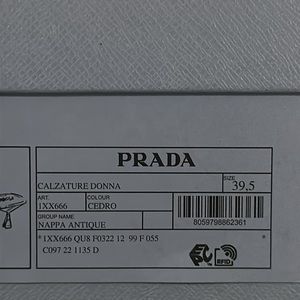 PRADA
CALZATURE DONNA
SIZE
39,5
ART.
1XX666
COLOUR
CEDRO
GROUP NAME
NAPPA ANTIQUE
8059798862361
*1XX666 QU8 F0322 12 99 F 055
C097 22 1135 D
RFID